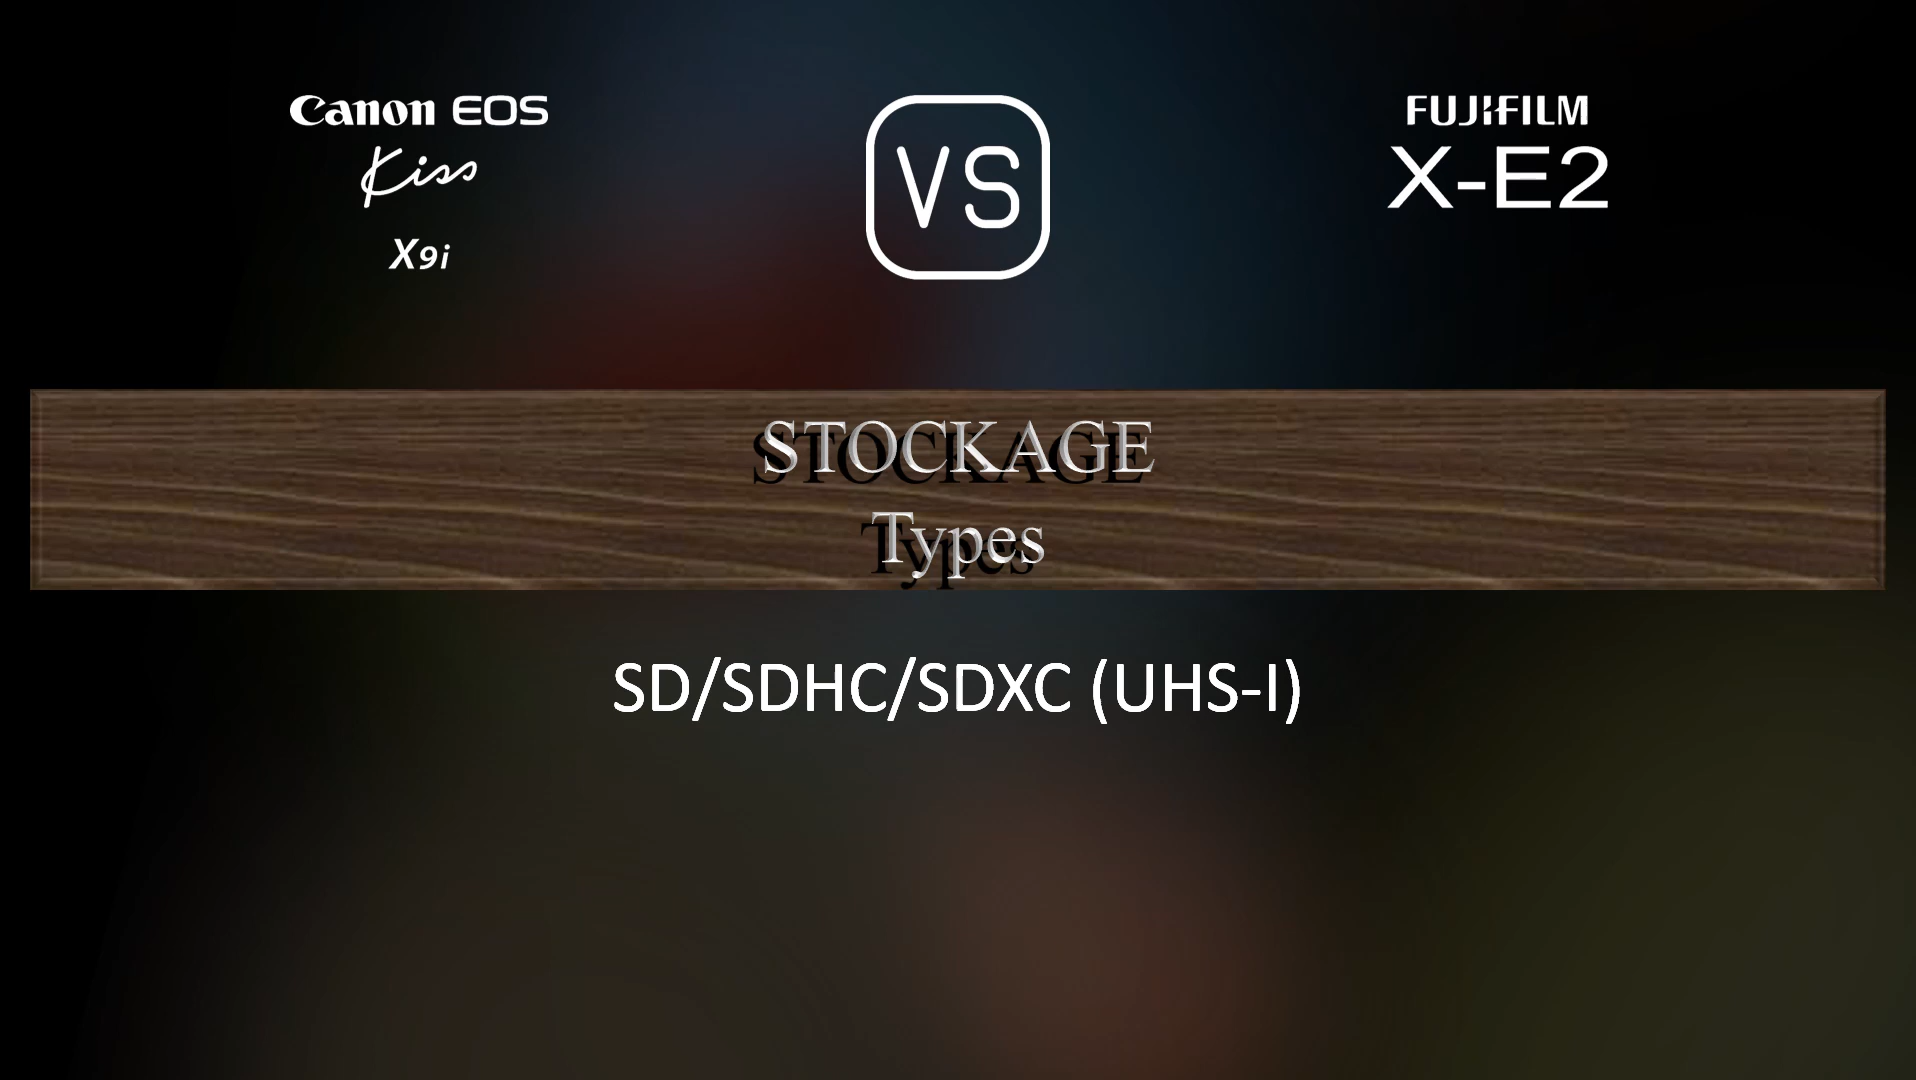 Canon EOS
Kiss
X9i
VS
FUJIFILM
X-E2
STOCKAGE
Types
SD/SDHC/SDXC (UHS-I)